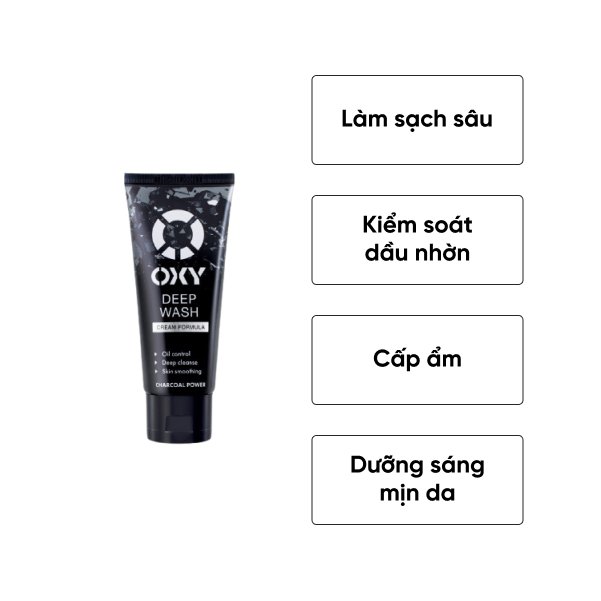 OXY
DEEP
WASH
CREAM FORMULA
Oil control
Deep cleanse
Skin smoothing
CHARCOAL POWER
Làm sạch sâu
Kiểm soát
dầu nhờn
Cấp ẩm
Dưỡng sáng
mịn da